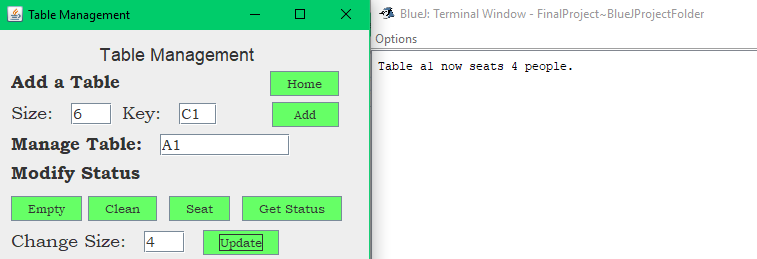 Table Management
Table Management
Add a Table
Home
Size: 6 Key: C1 Add
Manage Table: A1
Modify Status
Empty Clean Seat Get Status
Change Size: 4 Update
BlueJ: Terminal Window - FinalProject~BlueJProjectFolder
Options
Table a1 now seats 4 people.